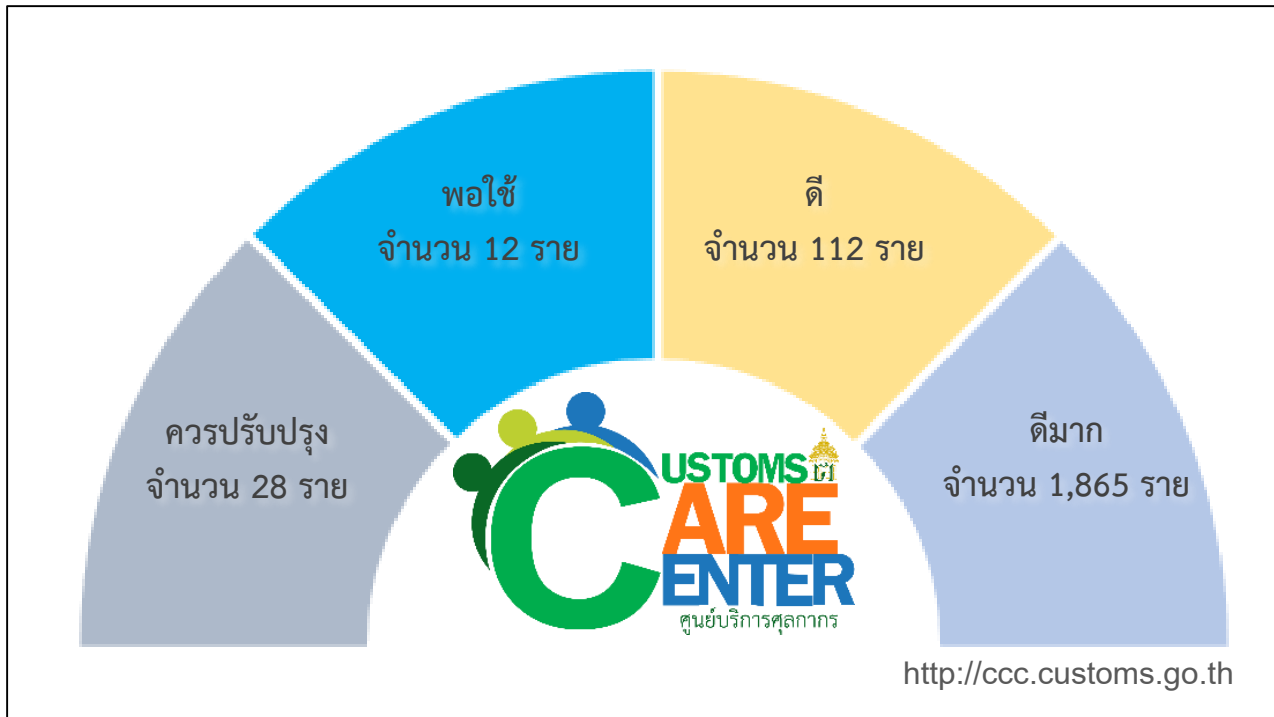 พอใช้
จำนวน 12 ราย
ดี
จำนวน 112 ราย
ควรปรับปรุง
จำนวน 28 ราย
ดีมาก
จำนวน 1,865 ราย
CUSTOMS
CARE
CENTER
ศูนย์บริการศุลกากร
http://ccc.customs.go.th